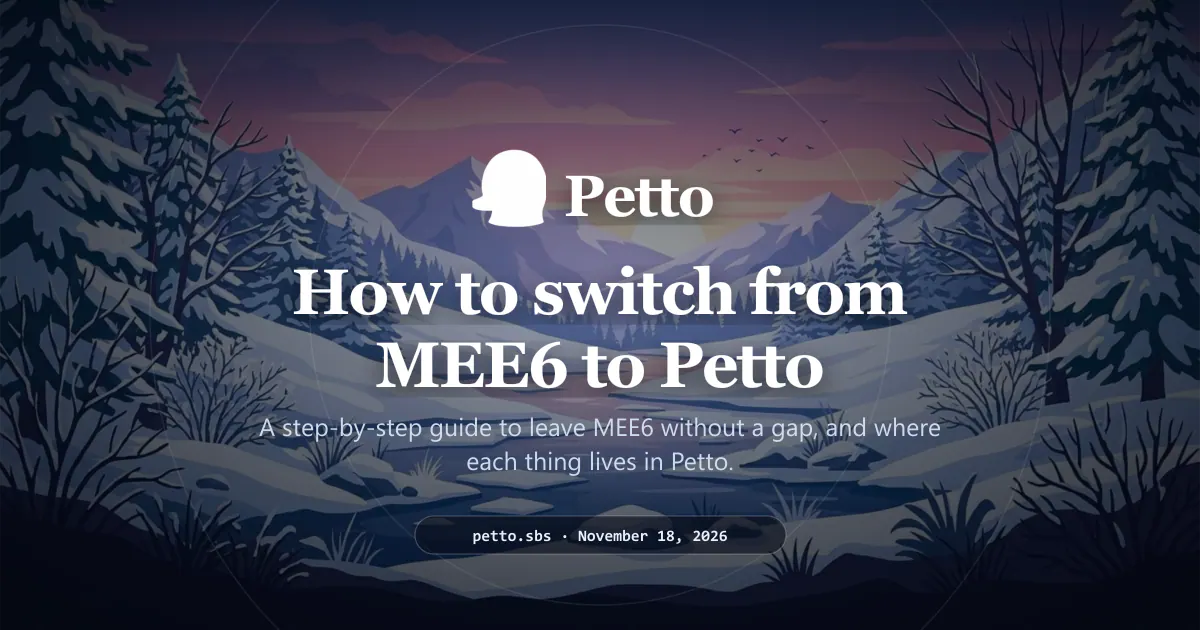 Petto
How to switch from
MEE6 to Petto
A step-by-step guide to leave MEE6 without a gap, and where
each thing lives in Petto.
petto.sbs · November 18, 2026